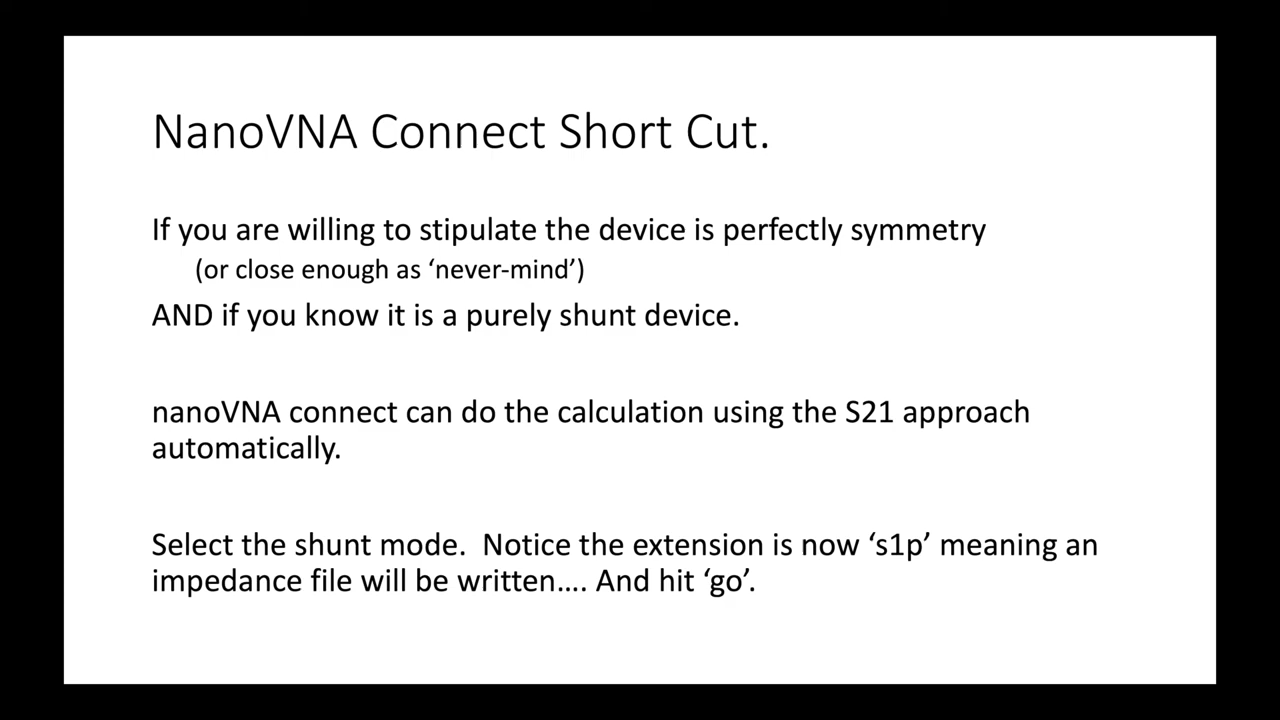 NanoVNA Connect Short Cut.
If you are willing to stipulate the device is perfectly symmetry
(or close enough as ‘never-mind’)
AND if you know it is a purely shunt device.
nanoVNA connect can do the calculation using the S21 approach
automatically.
Select the shunt mode.  Notice the extension is now ‘s1p’ meaning an
impedance file will be written…. And hit ‘go’.